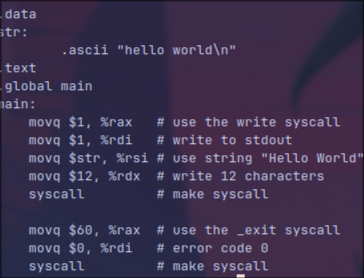 .data
str:
        .ascii "hello world\n"
.text
.global main
main:
    movq $1, %rax   # use the write syscall
    movq $1, %rdi   # write to stdout
    movq $str, %rsi # use string "Hello World"
    movq $12, %rdx  # write 12 characters
    syscall         # make syscall

    movq $60, %rax  # use the _exit syscall
    movq $0, %rdi   # error code 0
    syscall         # make syscall